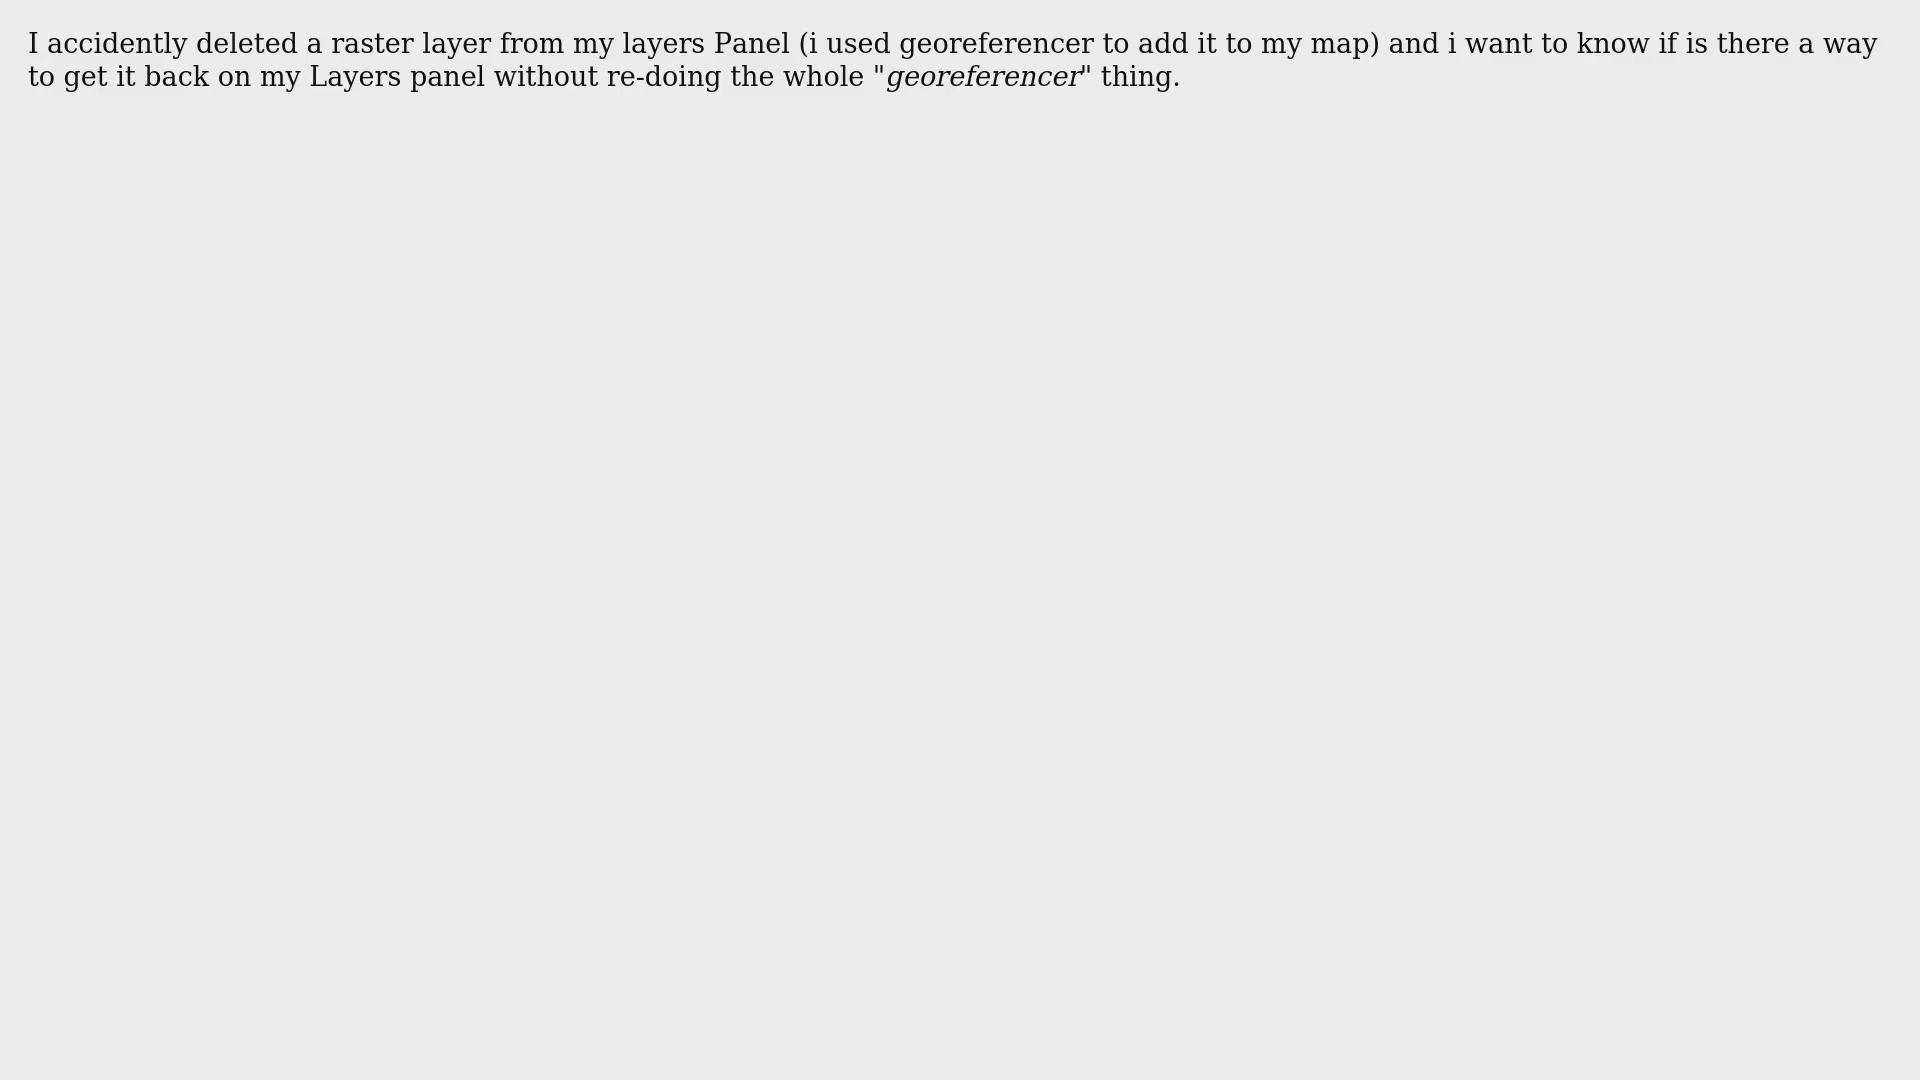 I accidently deleted a raster layer from my layers Panel (i used georeferencer to add it to my map) and i want to know if is there a way
to get it back on my Layers panel without re-doing the whole "georeferencer" thing.